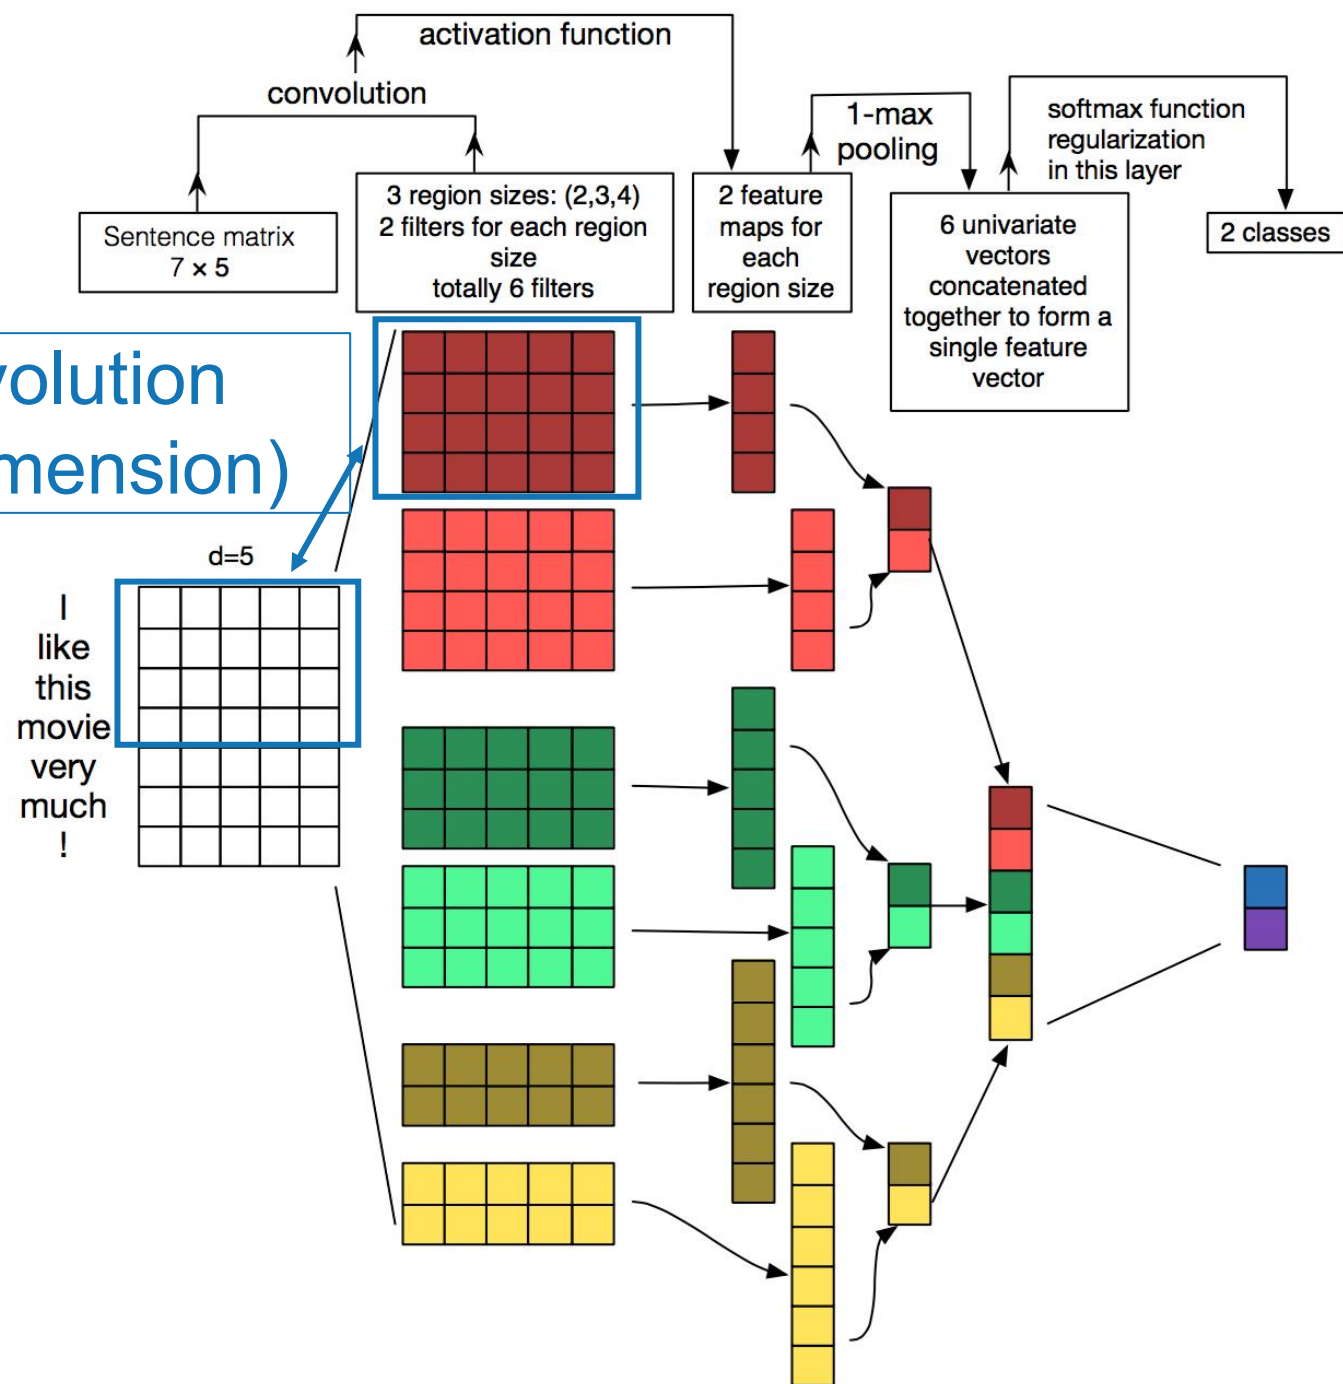 activation function
convolution
1-max
pooling
softmax function
regularization
in this layer
Sentence matrix
7 × 5
3 region sizes: (2,3,4)
2 filters for each region
size
totally 6 filters
2 feature
maps for
each
region size
6 univariate
vectors
concatenated
together to form a
single feature
vector
2 classes
volution
mension)
d=5
I
like
this
movie
very
much
!